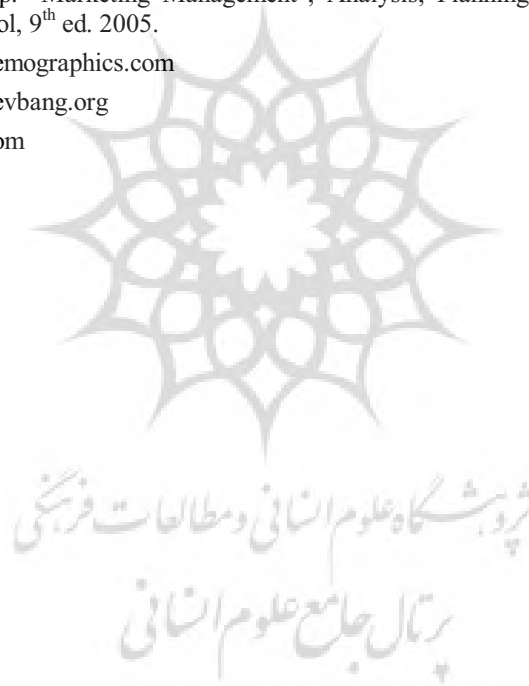 p. "Marketing Management", Analysis, Planning
ol, 9th ed. 2005.
emographics.com
evbang.org
om
پژوهشگاه علوم انسانی و مطالعات فرهنگی
پرتال جامع علوم انسانی